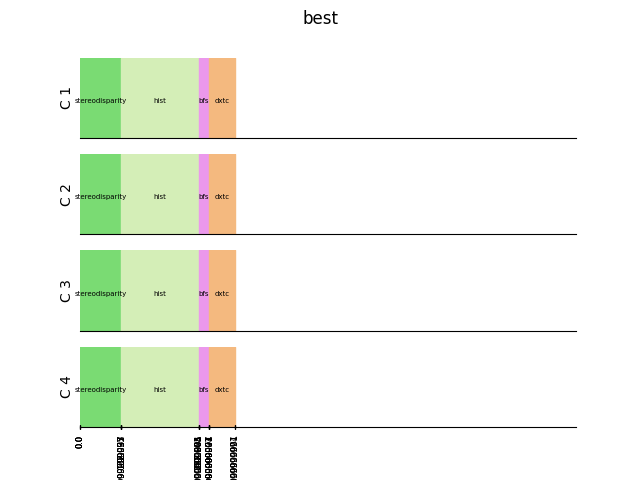 best
C 1
stereodisparity hist bfs dxtc
C 2
stereodisparity hist bfs dxtc
C 3
stereodisparity hist bfs dxtc
C 4
stereodisparity hist bfs dxtc
0.0